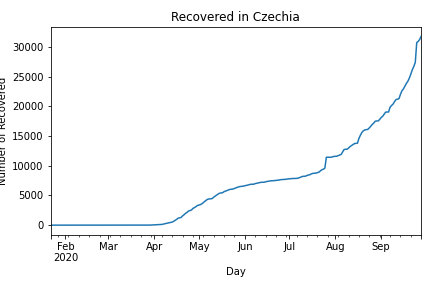 Recovered in Czechia
Number of Recovered
30000
25000
20000
15000
10000
5000
0
Feb
2020
Mar
Apr
May
Jun
Jul
Aug
Sep
Day